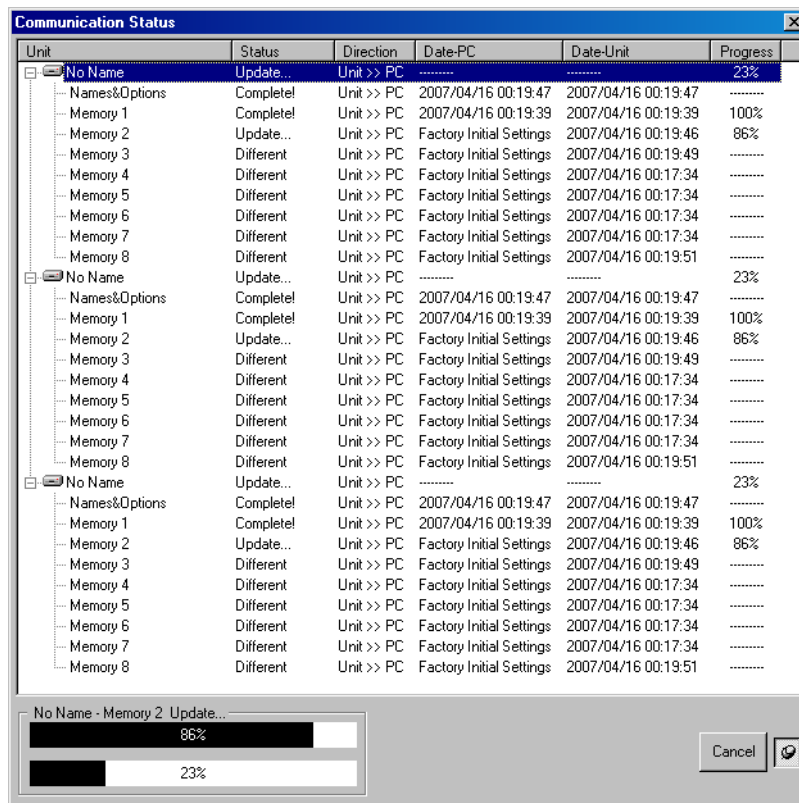 Communication Status
Unit Status Direction Date-PC Date-Unit Progress
No Name Update... Unit >> PC --------- --------- 23%
Names&Options Complete! Unit >> PC 2007/04/16 00:19:47 2007/04/16 00:19:47 ---------
Memory 1 Complete! Unit >> PC 2007/04/16 00:19:39 2007/04/16 00:19:39 100%
Memory 2 Update... Unit >> PC Factory Initial Settings 2007/04/16 00:19:46 86%
Memory 3 Different Unit >> PC Factory Initial Settings 2007/04/16 00:19:49 ---------
Memory 4 Different Unit >> PC Factory Initial Settings 2007/04/16 00:17:34 ---------
Memory 5 Different Unit >> PC Factory Initial Settings 2007/04/16 00:17:34 ---------
Memory 6 Different Unit >> PC Factory Initial Settings 2007/04/16 00:17:34 ---------
Memory 7 Different Unit >> PC Factory Initial Settings 2007/04/16 00:17:34 ---------
Memory 8 Different Unit >> PC Factory Initial Settings 2007/04/16 00:19:51 ---------
No Name Update... Unit >> PC --------- --------- 23%
Names&Options Complete! Unit >> PC 2007/04/16 00:19:47 2007/04/16 00:19:47 ---------
Memory 1 Complete! Unit >> PC 2007/04/16 00:19:39 2007/04/16 00:19:39 100%
Memory 2 Update... Unit >> PC Factory Initial Settings 2007/04/16 00:19:46 86%
Memory 3 Different Unit >> PC Factory Initial Settings 2007/04/16 00:19:49 ---------
Memory 4 Different Unit >> PC Factory Initial Settings 2007/04/16 00:17:34 ---------
Memory 5 Different Unit >> PC Factory Initial Settings 2007/04/16 00:17:34 ---------
Memory 6 Different Unit >> PC Factory Initial Settings 2007/04/16 00:17:34 ---------
Memory 7 Different Unit >> PC Factory Initial Settings 2007/04/16 00:17:34 ---------
Memory 8 Different Unit >> PC Factory Initial Settings 2007/04/16 00:19:51 ---------
No Name Update... Unit >> PC --------- --------- 23%
Names&Options Complete! Unit >> PC 2007/04/16 00:19:47 2007/04/16 00:19:47 ---------
Memory 1 Complete! Unit >> PC 2007/04/16 00:19:39 2007/04/16 00:19:39 100%
Memory 2 Update... Unit >> PC Factory Initial Settings 2007/04/16 00:19:46 86%
Memory 3 Different Unit >> PC Factory Initial Settings 2007/04/16 00:19:49 ---------
Memory 4 Different Unit >> PC Factory Initial Settings 2007/04/16 00:17:34 ---------
Memory 5 Different Unit >> PC Factory Initial Settings 2007/04/16 00:17:34 ---------
Memory 6 Different Unit >> PC Factory Initial Settings 2007/04/16 00:17:34 ---------
Memory 7 Different Unit >> PC Factory Initial Settings 2007/04/16 00:17:34 ---------
Memory 8 Different Unit >> PC Factory Initial Settings 2007/04/16 00:19:51 ---------
No Name - Memory 2 Update...
86%
23%
Cancel